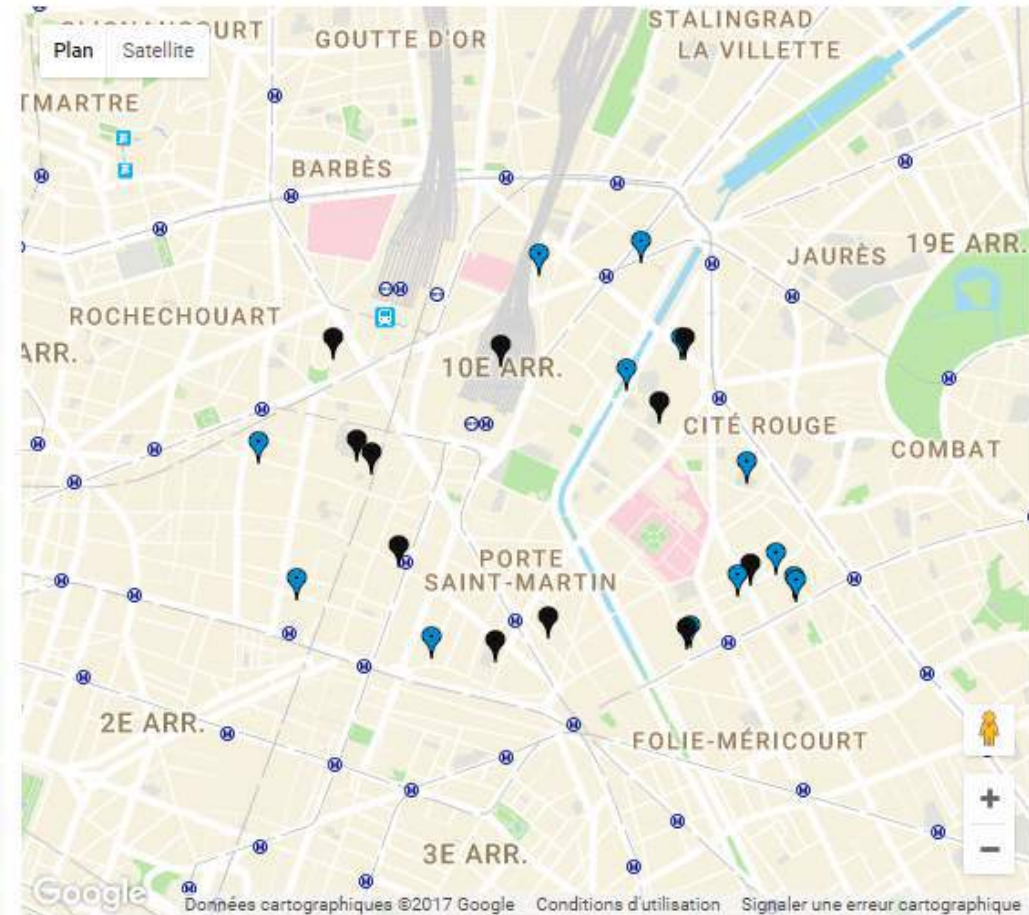 STALINGRAD
LA VILLETTE
GOUTTE D'OR
Plan Satellite
BARBÈS
JAURÈS
19E ARR.
ROCHECHOUART
ARR.
10E ARR.
CITÉ ROUGE
COMBAT
PORTE
SAINT-MARTIN
2E ARR.
FOLIE-MÉRICOURT
+
3E ARR.
−
Google
Données cartographiques ©2017 Google Conditions d'utilisation Signaler une erreur cartographique